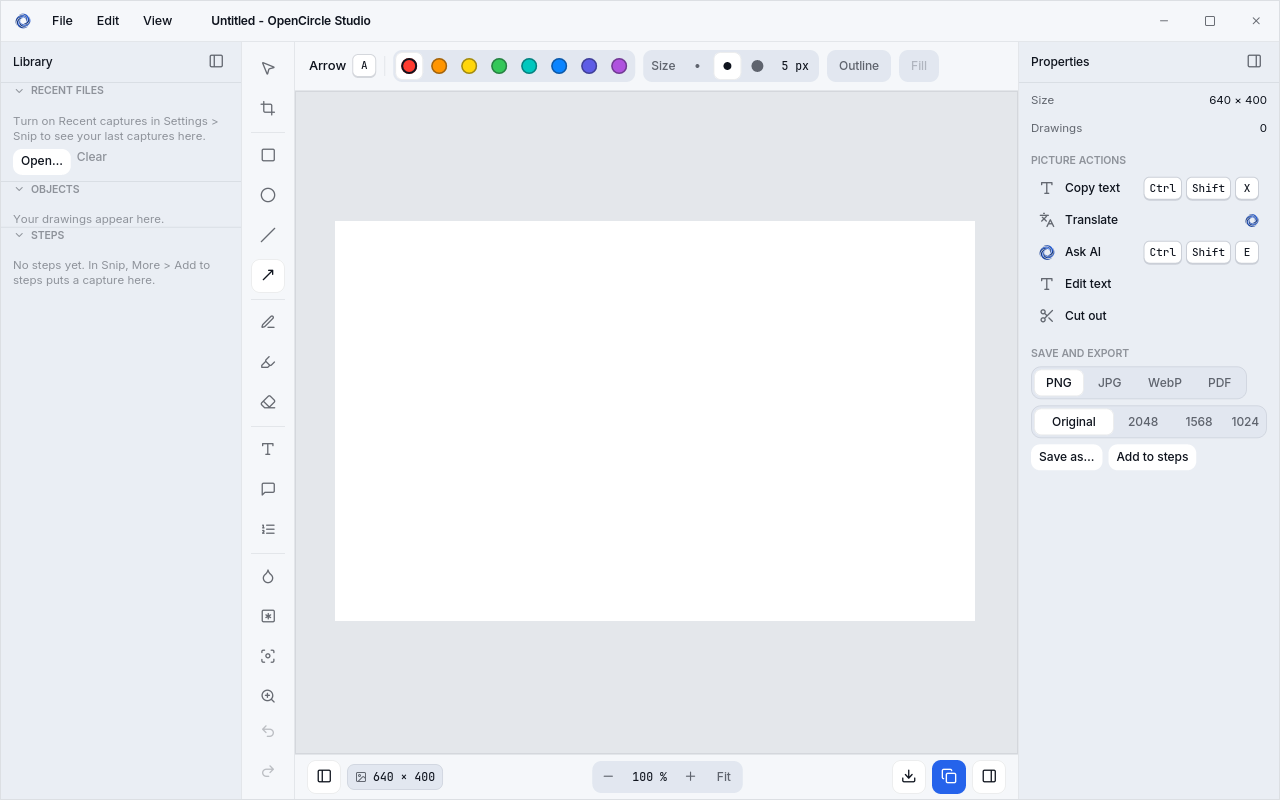 File Edit View Untitled - OpenCircle Studio
Library
RECENT FILES
Turn on Recent captures in Settings >
Snip to see your last captures here.
Open... Clear
OBJECTS
Your drawings appear here.
STEPS
No steps yet. In Snip, More > Add to
steps puts a capture here.
Arrow A Size 5 px Outline Fill
640 × 400 100 % Fit
Properties
Size 640 × 400
Drawings 0
PICTURE ACTIONS
Copy text Ctrl Shift X
Translate
Ask AI Ctrl Shift E
Edit text
Cut out
SAVE AND EXPORT
PNG JPG WebP PDF
Original 2048 1568 1024
Save as... Add to steps